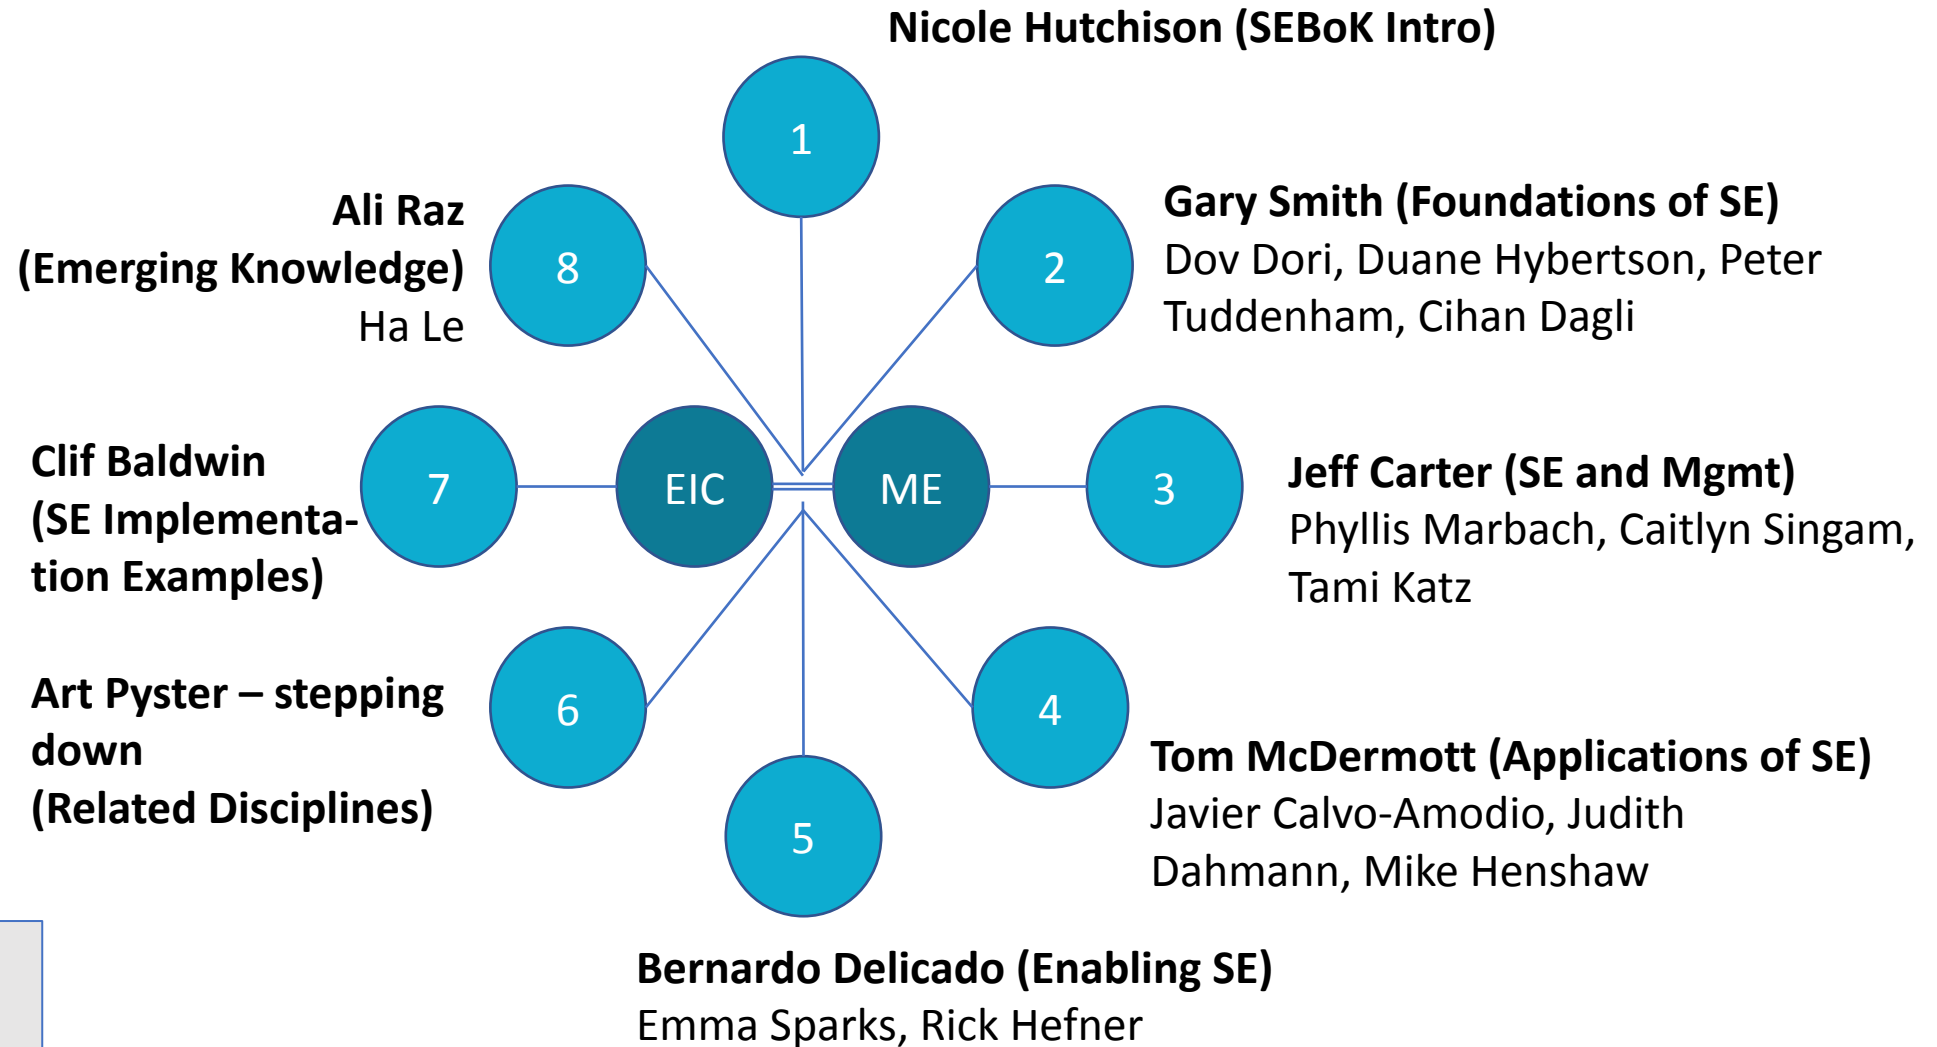 Nicole Hutchison (SEBoK Intro)
1
Ali Raz
(Emerging Knowledge)
Ha Le
8
2
Gary Smith (Foundations of SE)
Dov Dori, Duane Hybertson, Peter
Tuddenham, Cihan Dagli
Clif Baldwin
(SE Implementa-
tion Examples)
7
EIC
ME
3
Jeff Carter (SE and Mgmt)
Phyllis Marbach, Caitlyn Singam,
Tami Katz
Art Pyster – stepping
down
(Related Disciplines)
6
4
Tom McDermott (Applications of SE)
Javier Calvo-Amodio, Judith
Dahmann, Mike Henshaw
5
Bernardo Delicado (Enabling SE)
Emma Sparks, Rick Hefner